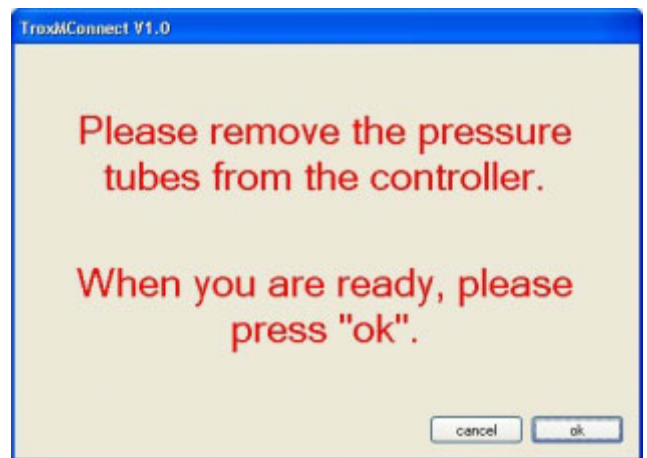 TroxMConnect V1.0
Please remove the pressure
tubes from the controller.
When you are ready, please
press "ok".
cancel
ok